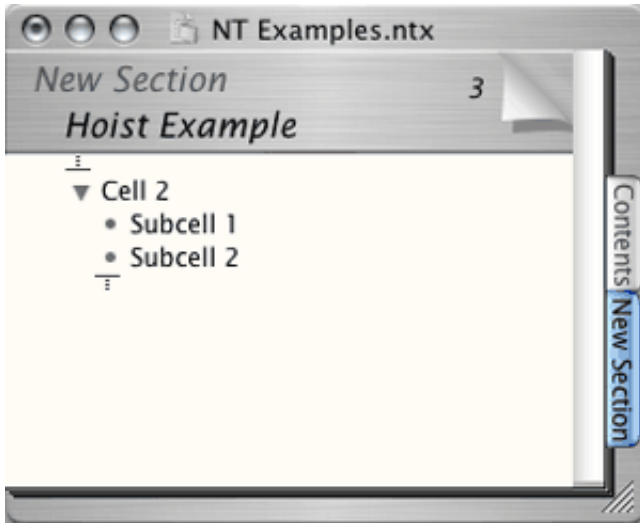 NT Examples.ntx
New Section
3
Hoist Example
Cell 2
Subcell 1
Subcell 2
Contents
New Section